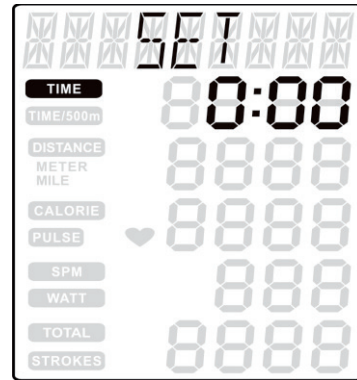 SET
TIME 0:00
TIME/500m
DISTANCE
METER
MILE
CALORIE
PULSE
SPM
WATT
TOTAL
STROKES